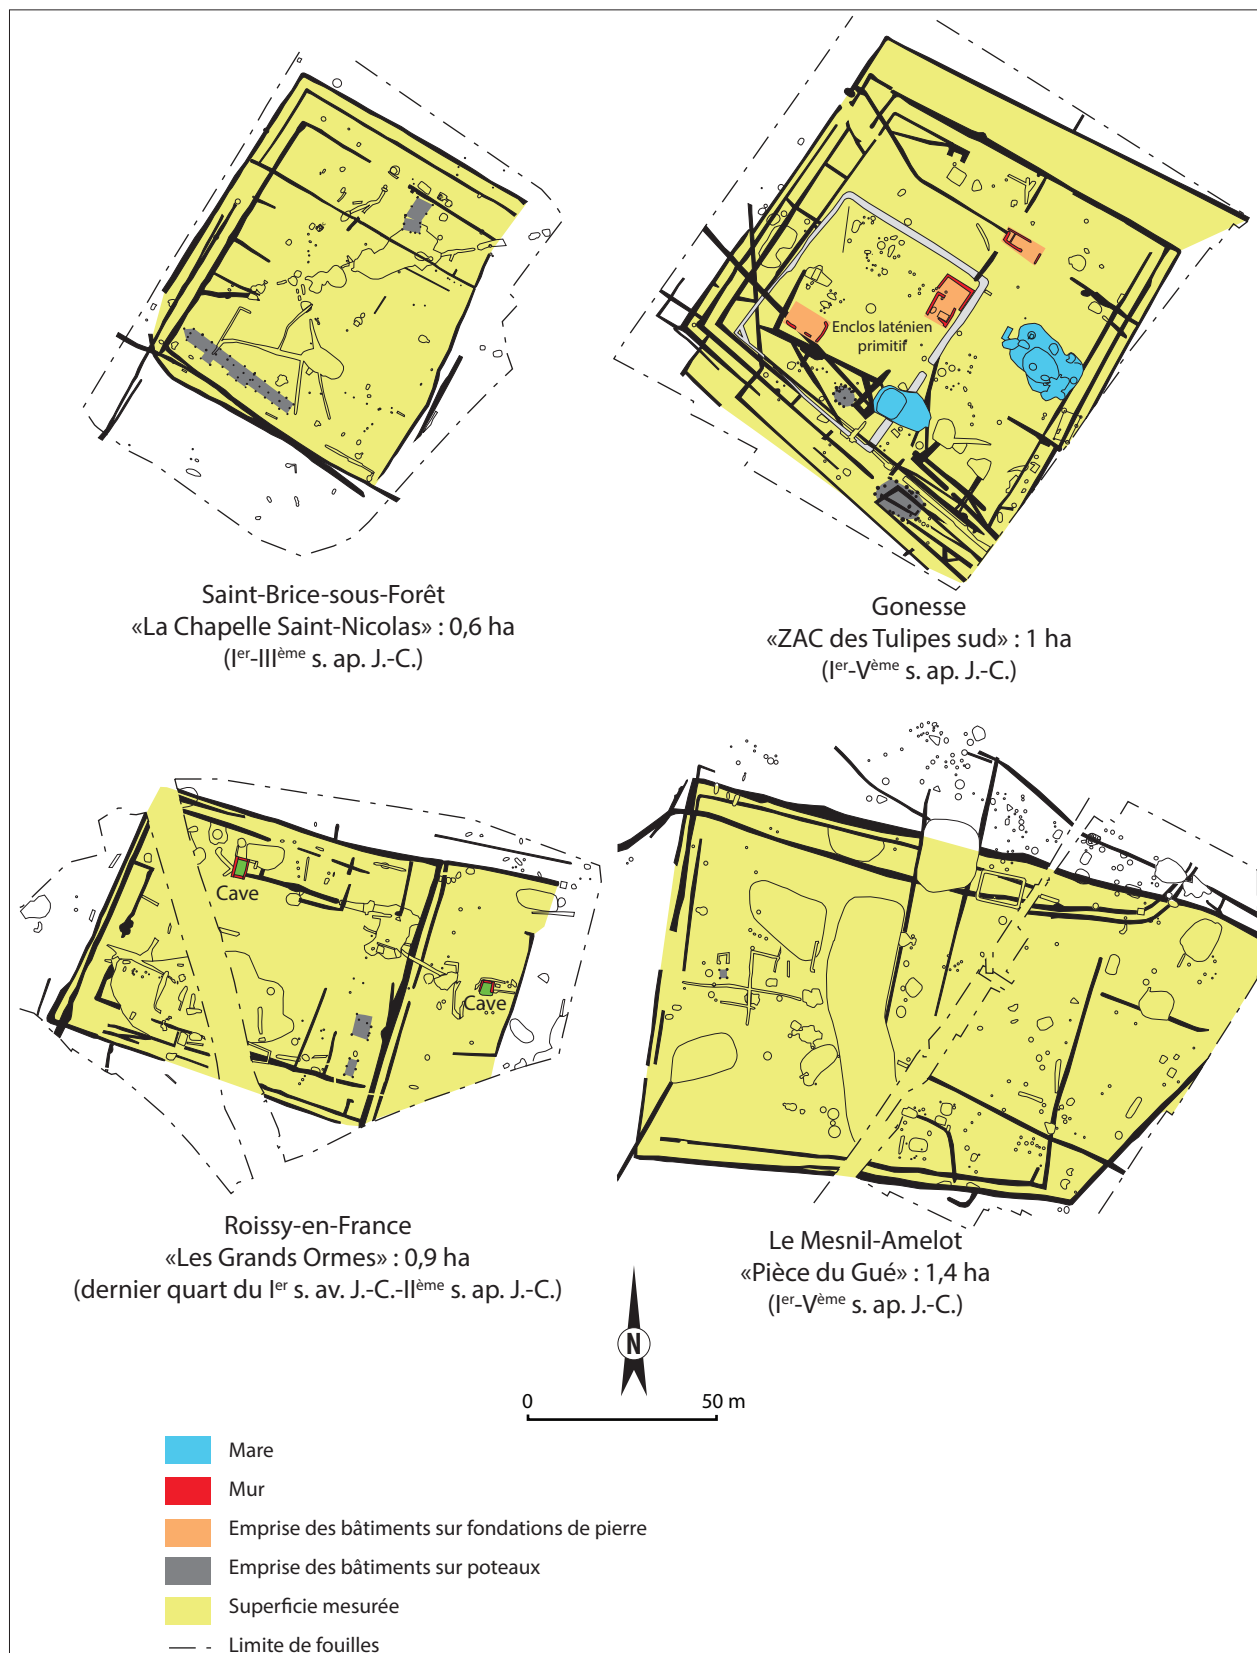 Enclos laténien
primitif
Saint-Brice-sous-Forêt
«La Chapelle Saint-Nicolas» : 0,6 ha
(Ier-IIIème s. ap. J.-C.)
Gonesse
«ZAC des Tulipes sud» : 1 ha
(Ier-Vème s. ap. J.-C.)
Cave
Cave
Roissy-en-France
«Les Grands Ormes» : 0,9 ha
(dernier quart du Ier s. av. J.-C.-IIème s. ap. J.-C.)
Le Mesnil-Amelot
«Pièce du Gué» : 1,4 ha
(Ier-Vème s. ap. J.-C.)
N
0 50 m
Mare
Mur
Emprise des bâtiments sur fondations de pierre
Emprise des bâtiments sur poteaux
Superficie mesurée
Limite de fouilles